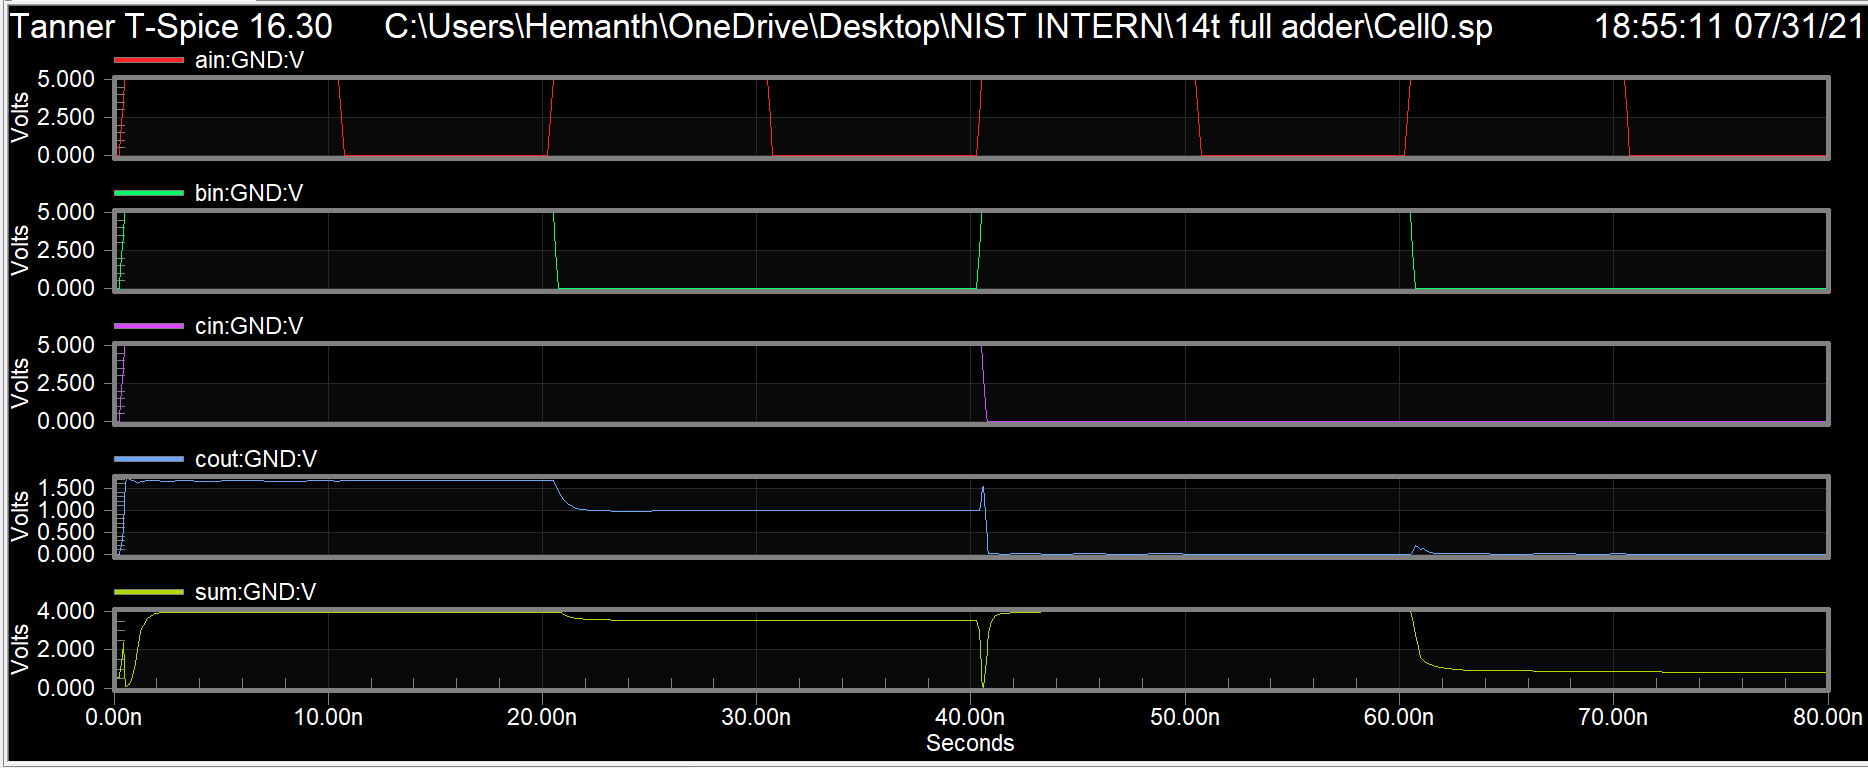 Tanner T-Spice 16.30 C:\Users\Hemanth\OneDrive\Desktop\NIST INTERN\14t full adder\Cell0.sp 18:55:11 07/31/21
ain:GND:V
5.000
2.500
0.000
Volts
bin:GND:V
5.000
2.500
0.000
Volts
cin:GND:V
5.000
2.500
0.000
Volts
cout:GND:V
1.500
1.000
0.500
0.000
Volts
sum:GND:V
4.000
2.000
0.000
Volts
0.00n 10.00n 20.00n 30.00n 40.00n 50.00n 60.00n 70.00n 80.00n
Seconds